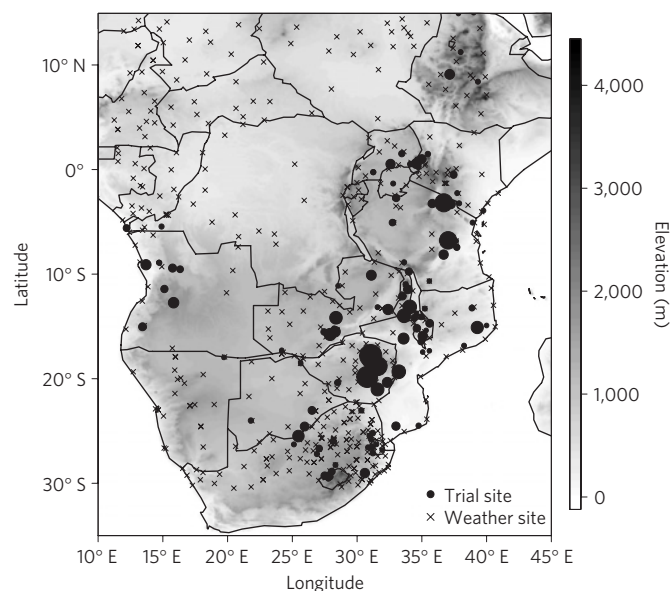 10° N
0°
10° S
20° S
30° S
Latitude
10° E
15° E
20° E
25° E
30° E
35° E
40° E
45° E
Longitude
Trial site
Weather site
4,000
3,000
2,000
1,000
0
Elevation (m)